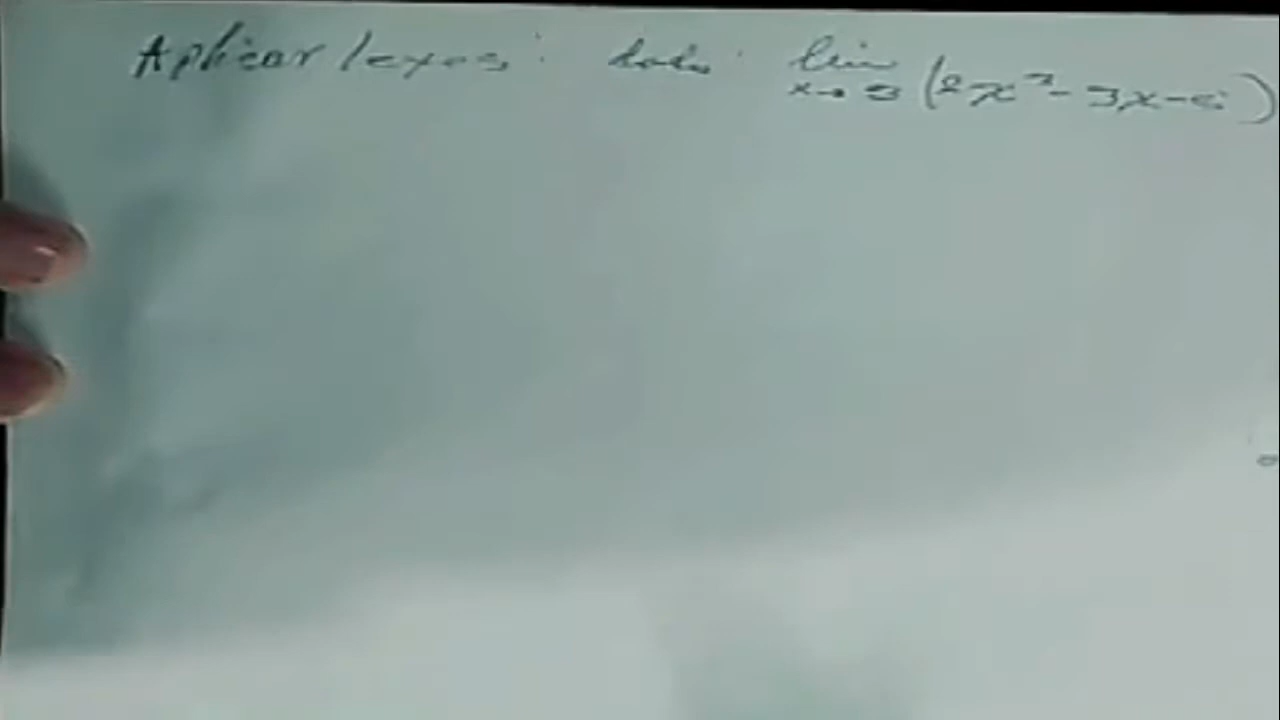 Aplicar leyes: dado: lim x→3 (2x² - 3x - 6)